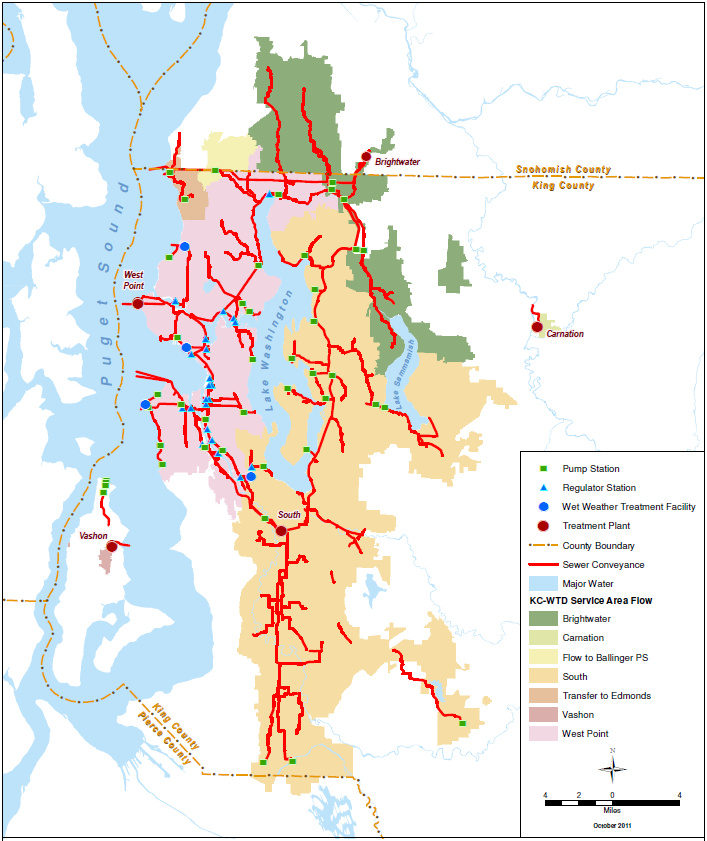 Brightwater
Snohomish County
King County
Puget Sound
West
Point
Lake Washington
Lake Sammamish
Carnation
South
Vashon
King County
Pierce County
Pump Station
Regulator Station
Wet Weather Treatment Facility
Treatment Plant
County Boundary
Sewer Conveyance
Major Water
KC-WTD Service Area Flow
Brightwater
Carnation
Flow to Ballinger PS
South
Transfer to Edmonds
Vashon
West Point
N
4 2 0 4
Miles
October 2011